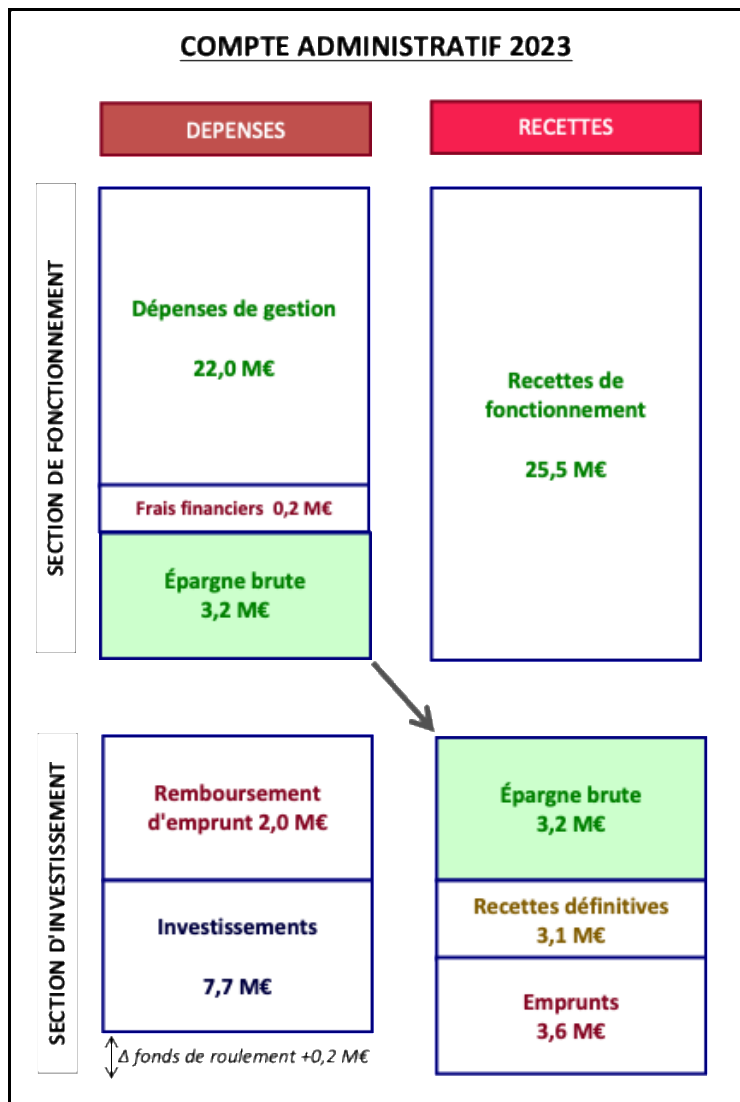 COMPTE ADMINISTRATIF 2023
DEPENSES
RECETTES
SECTION DE FONCTIONNEMENT
Dépenses de gestion
22,0 M€
Frais financiers 0,2 M€
Épargne brute
3,2 M€
Recettes de
fonctionnement
25,5 M€
SECTION D'INVESTISSEMENT
Remboursement
d'emprunt 2,0 M€
Investissements
7,7 M€
Δ fonds de roulement +0,2 M€
Épargne brute
3,2 M€
Recettes définitives
3,1 M€
Emprunts
3,6 M€